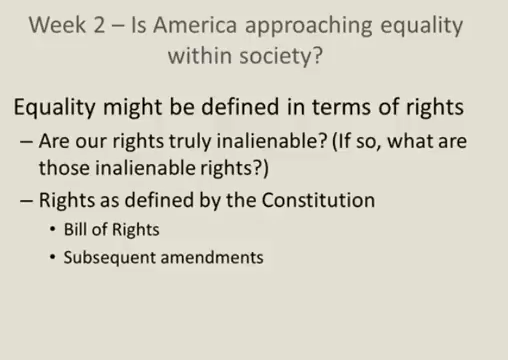 Week 2 – Is America approaching equality
within society?
Equality might be defined in terms of rights
– Are our rights truly inalienable? (If so, what are
those inalienable rights?)
– Rights as defined by the Constitution
• Bill of Rights
• Subsequent amendments